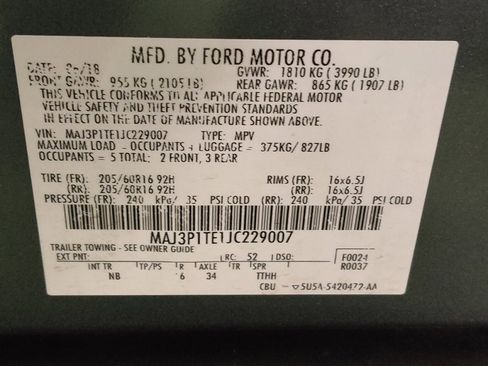 MFD. BY FORD MOTOR CO.
DATE: 06/18 GVWR: 1810 KG ( 3990 LB)
FRONT GAWR: 955 KG ( 2105 LB) REAR GAWR: 865 KG ( 1907 LB)
THIS VEHICLE CONFORMS TO ALL APPLICABLE FEDERAL MOTOR
VEHICLE SAFETY AND THEFT PREVENTION STANDARDS
IN EFFECT ON THE DATE OF MANUFACTURE SHOWN ABOVE.
VIN: MAJ3P1TE1JC229007 TYPE: MPV
MAXIMUM LOAD = OCCUPANTS + LUGGAGE = 375KG/ 827LB
OCCUPANTS = 5 TOTAL: 2 FRONT, 3 REAR
TIRE (FR): 205/60R16 92H RIMS (FR): 16x6.5J
(RR): 205/60R16 92H (RR): 16x6.5J
PRESSURE (FR): 240 kPa/ 35 PSI COLD (RR): 240 kPa/ 35 PSI COLD
MAJ3P1TE1JC229007
TRAILER TOWING - SEE OWNER GUIDE
EXT PNT: RC: 52 DSO: F0024
R0037
INT TR TP/PS R AXLE TR SPR
NB 6 34 TTHH
CBU 5U5A-5420472-AA